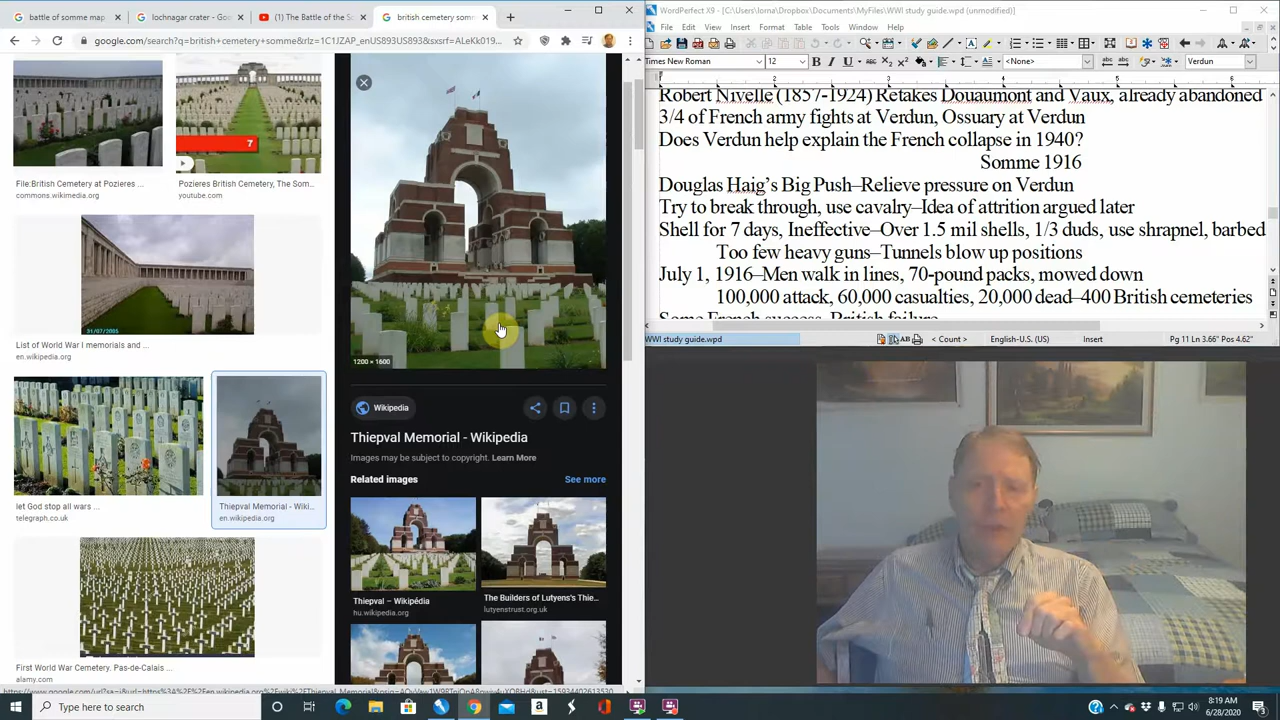 battle of somme map
lochnagar crater - Goo
(1) The Battle of the S
british cemetery somm
google.com/search?q=british+cemetery+somme&rlz=1C1JZAP_enUS893US893&sxsrf=ALeKk019...
7
File:British Cemetery at Pozieres ...
commons.wikimedia.org
Pozieres British Cemetery, The Som...
youtube.com
31/07/2005
List of World War I memorials and ...
en.wikipedia.org
let God stop all wars ...
telegraph.co.uk
Thiepval Memorial - Wiki...
en.wikipedia.org
First World War Cemetery. Pas-de-Calais ...
alamy.com
1200 × 1600
Wikipedia
Thiepval Memorial - Wikipedia
Images may be subject to copyright. Learn More
Related images
See more
Thiepval – Wikipédia
hu.wikipedia.org
The Builders of Lutyens's Thie...
lutyenstrust.org.uk
WordPerfect X9 - [C:\Users\lorna\Dropbox\Documents\MyFiles\WWI study guide.wpd (unmodified)]
File Edit View Insert Format Table Tools Window Help
Times New Roman
12
<None>
Verdun
Robert Nivelle (1857-1924) Retakes Douaumont and Vaux, already abandoned
3/4 of French army fights at Verdun, Ossuary at Verdun
Does Verdun help explain the French collapse in 1940?
Somme 1916
Douglas Haig's Big Push–Relieve pressure on Verdun
Try to break through, use cavalry–Idea of attrition argued later
Shell for 7 days, Ineffective–Over 1.5 mil shells, 1/3 duds, use shrapnel, barbed
Too few heavy guns–Tunnels blow up positions
July 1, 1916–Men walk in lines, 70-pound packs, mowed down
100,000 attack, 60,000 casualties, 20,000 dead–400 British cemeteries
Some French success, British failure
WWI study guide.wpd
< Count >
English-U.S. (US)
Insert
Pg 11 Ln 3.66" Pos 4.62"
Type here to search
8:19 AM
6/28/2020